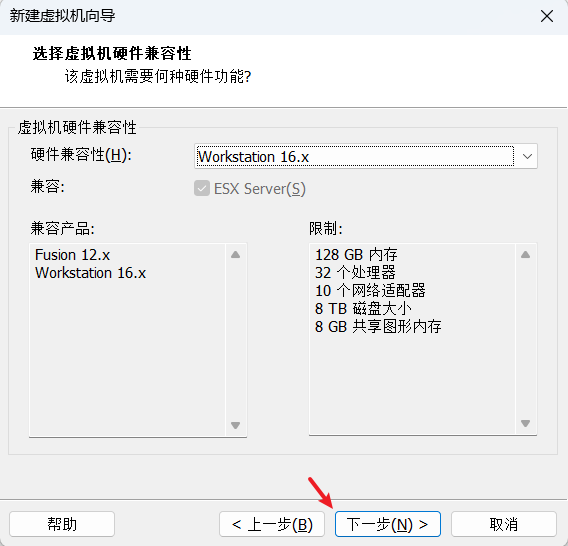 新建虚拟机向导
选择虚拟机硬件兼容性
该虚拟机需要何种硬件功能?
虚拟机硬件兼容性
硬件兼容性(H): Workstation 16.x
兼容: ESX Server(S)
兼容产品:
Fusion 12.x
Workstation 16.x
限制:
128 GB 内存
32 个处理器
10 个网络适配器
8 TB 磁盘大小
8 GB 共享图形内存
帮助 < 上一步(B) 下一步(N) > 取消